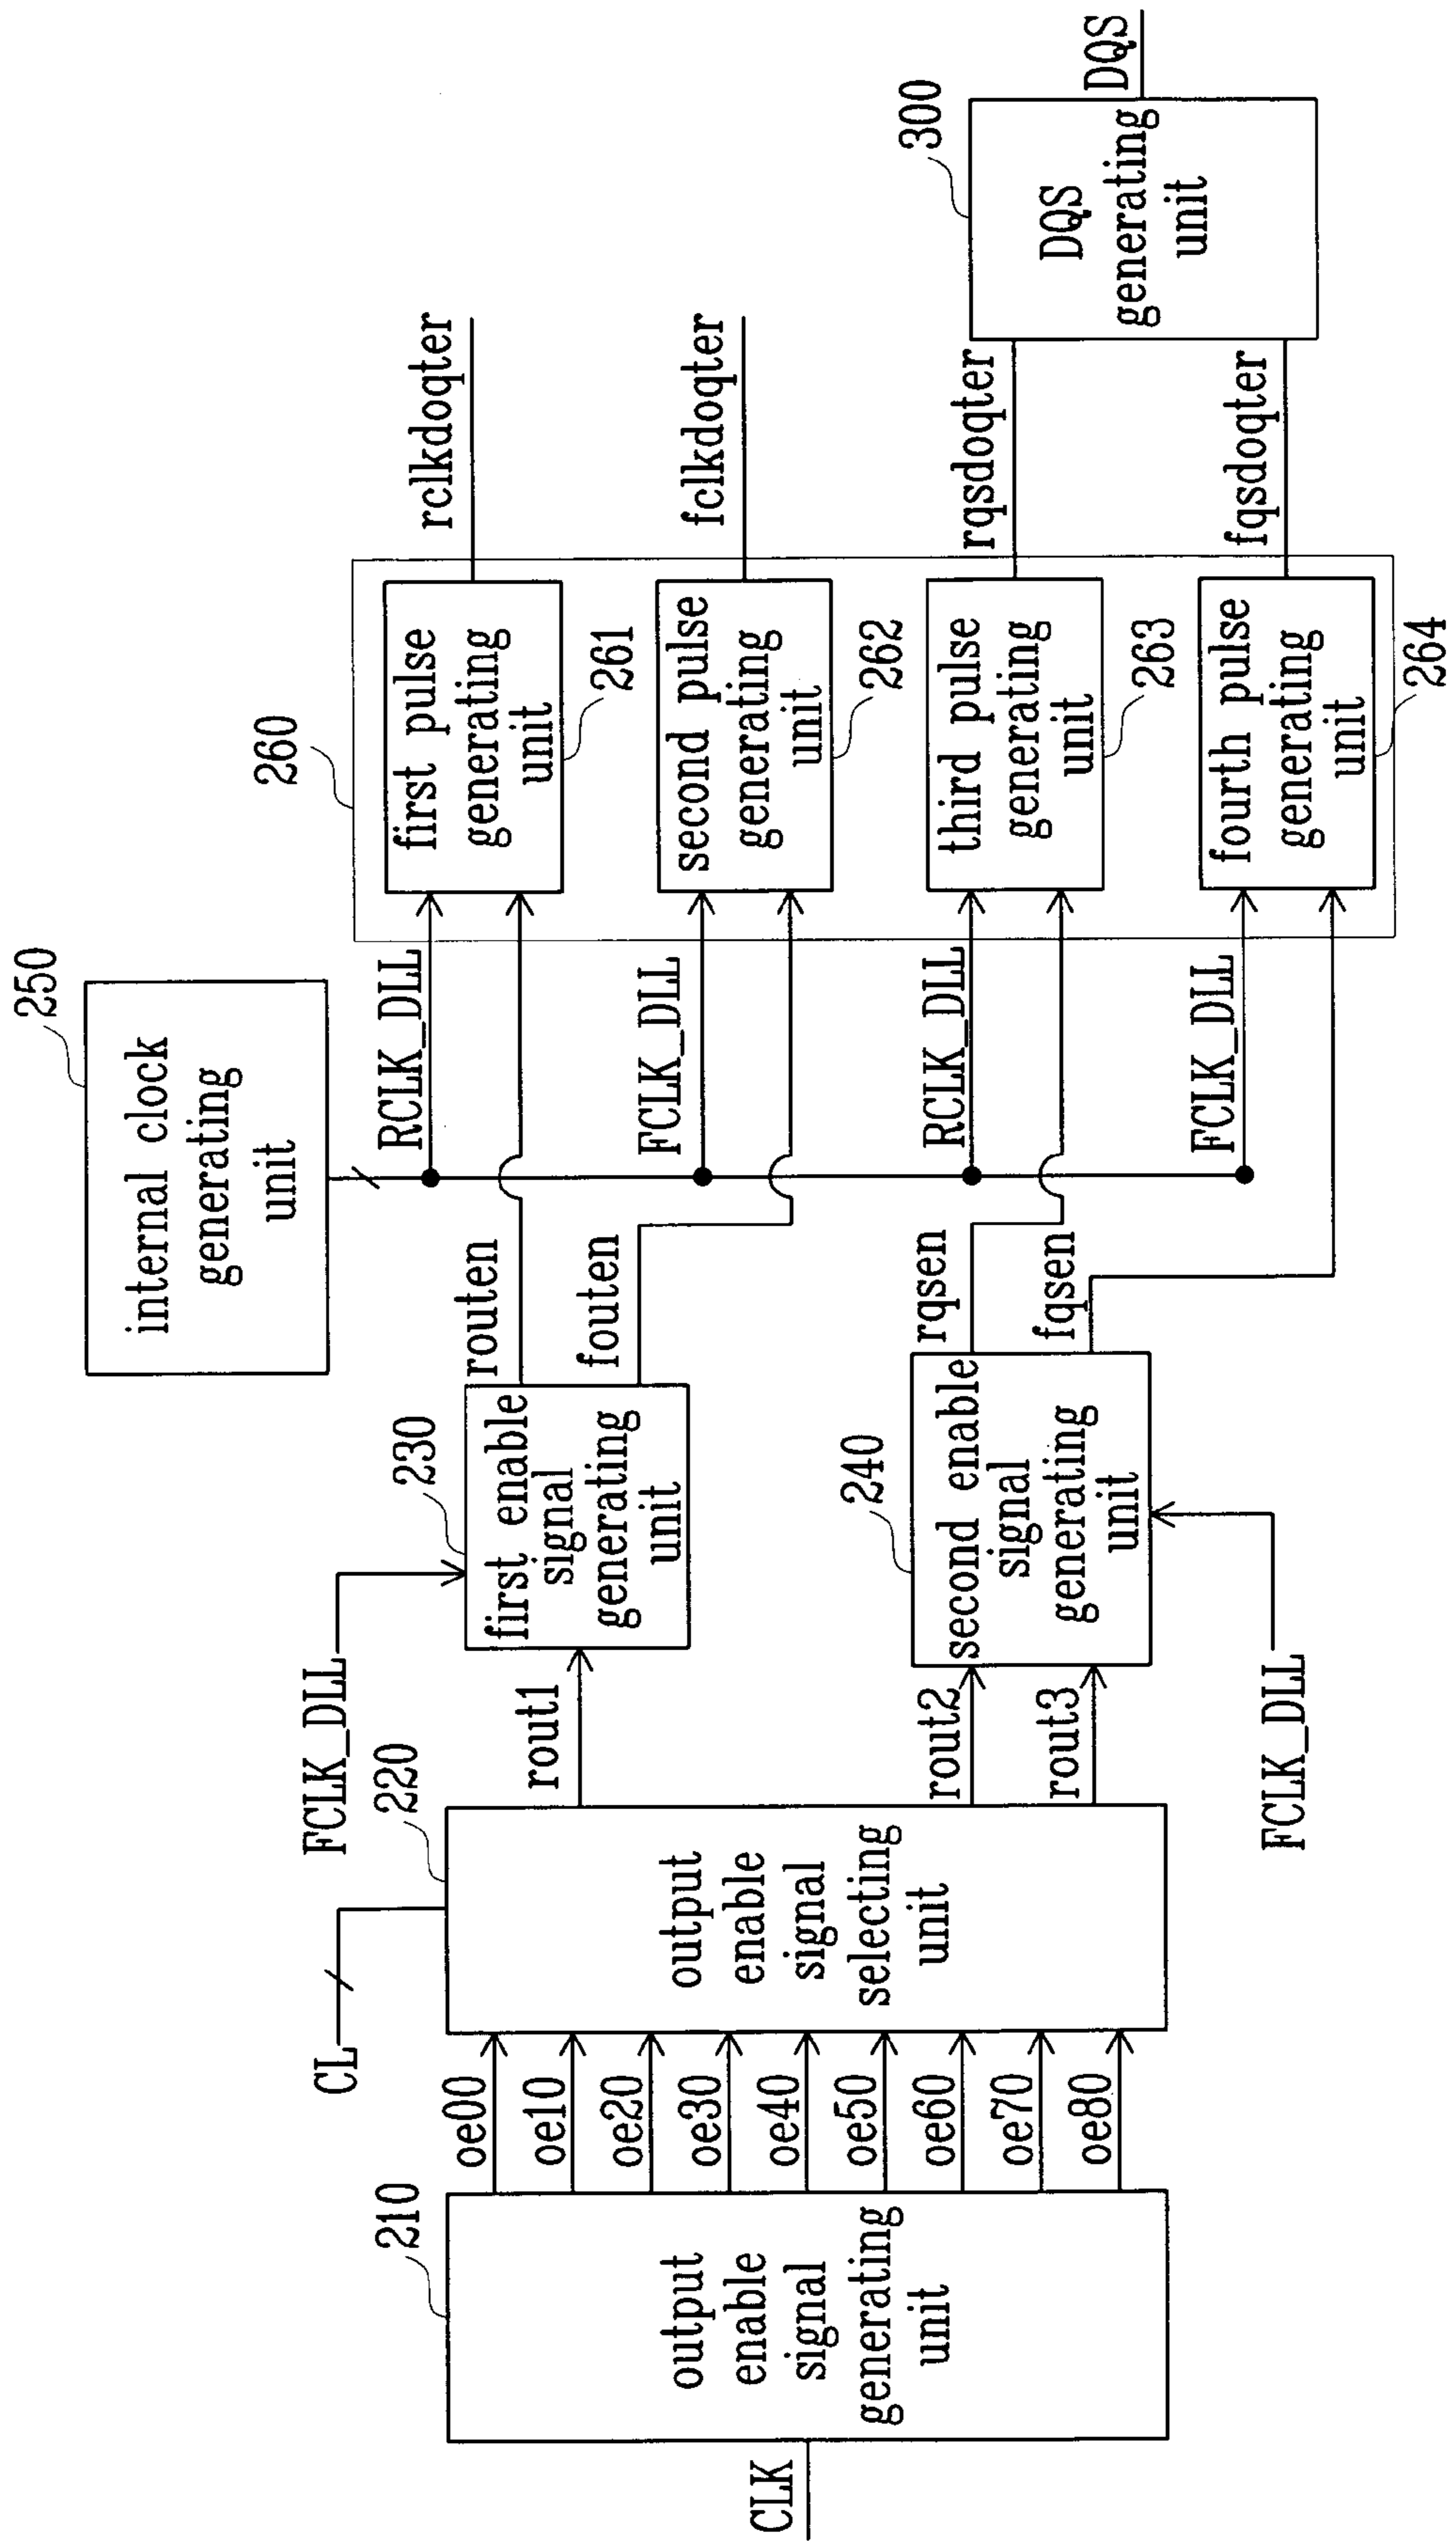 CLK
210
output
enable
signal
generating
unit
oe00
oe10
oe20
oe30
oe40
oe50
oe60
oe70
oe80
CL
220
output
enable
signal
selecting
unit
FCLK_DLL
rout1
rout2
rout3
FCLK_DLL
230
first enable
signal
generating
unit
240
second enable
signal
generating
unit
routen
fouten
rqsen
fqsen
250
internal clock
generating
unit
RCLK_DLL
FCLK_DLL
RCLK_DLL
FCLK_DLL
260
first pulse
generating
unit
261
second pulse
generating
unit
262
third pulse
generating
unit
263
fourth pulse
generating
unit
264
rclkdoqter
fclkdoqter
rqsdoqter
fqsdoqter
300
DQS
generating
unit
DQS